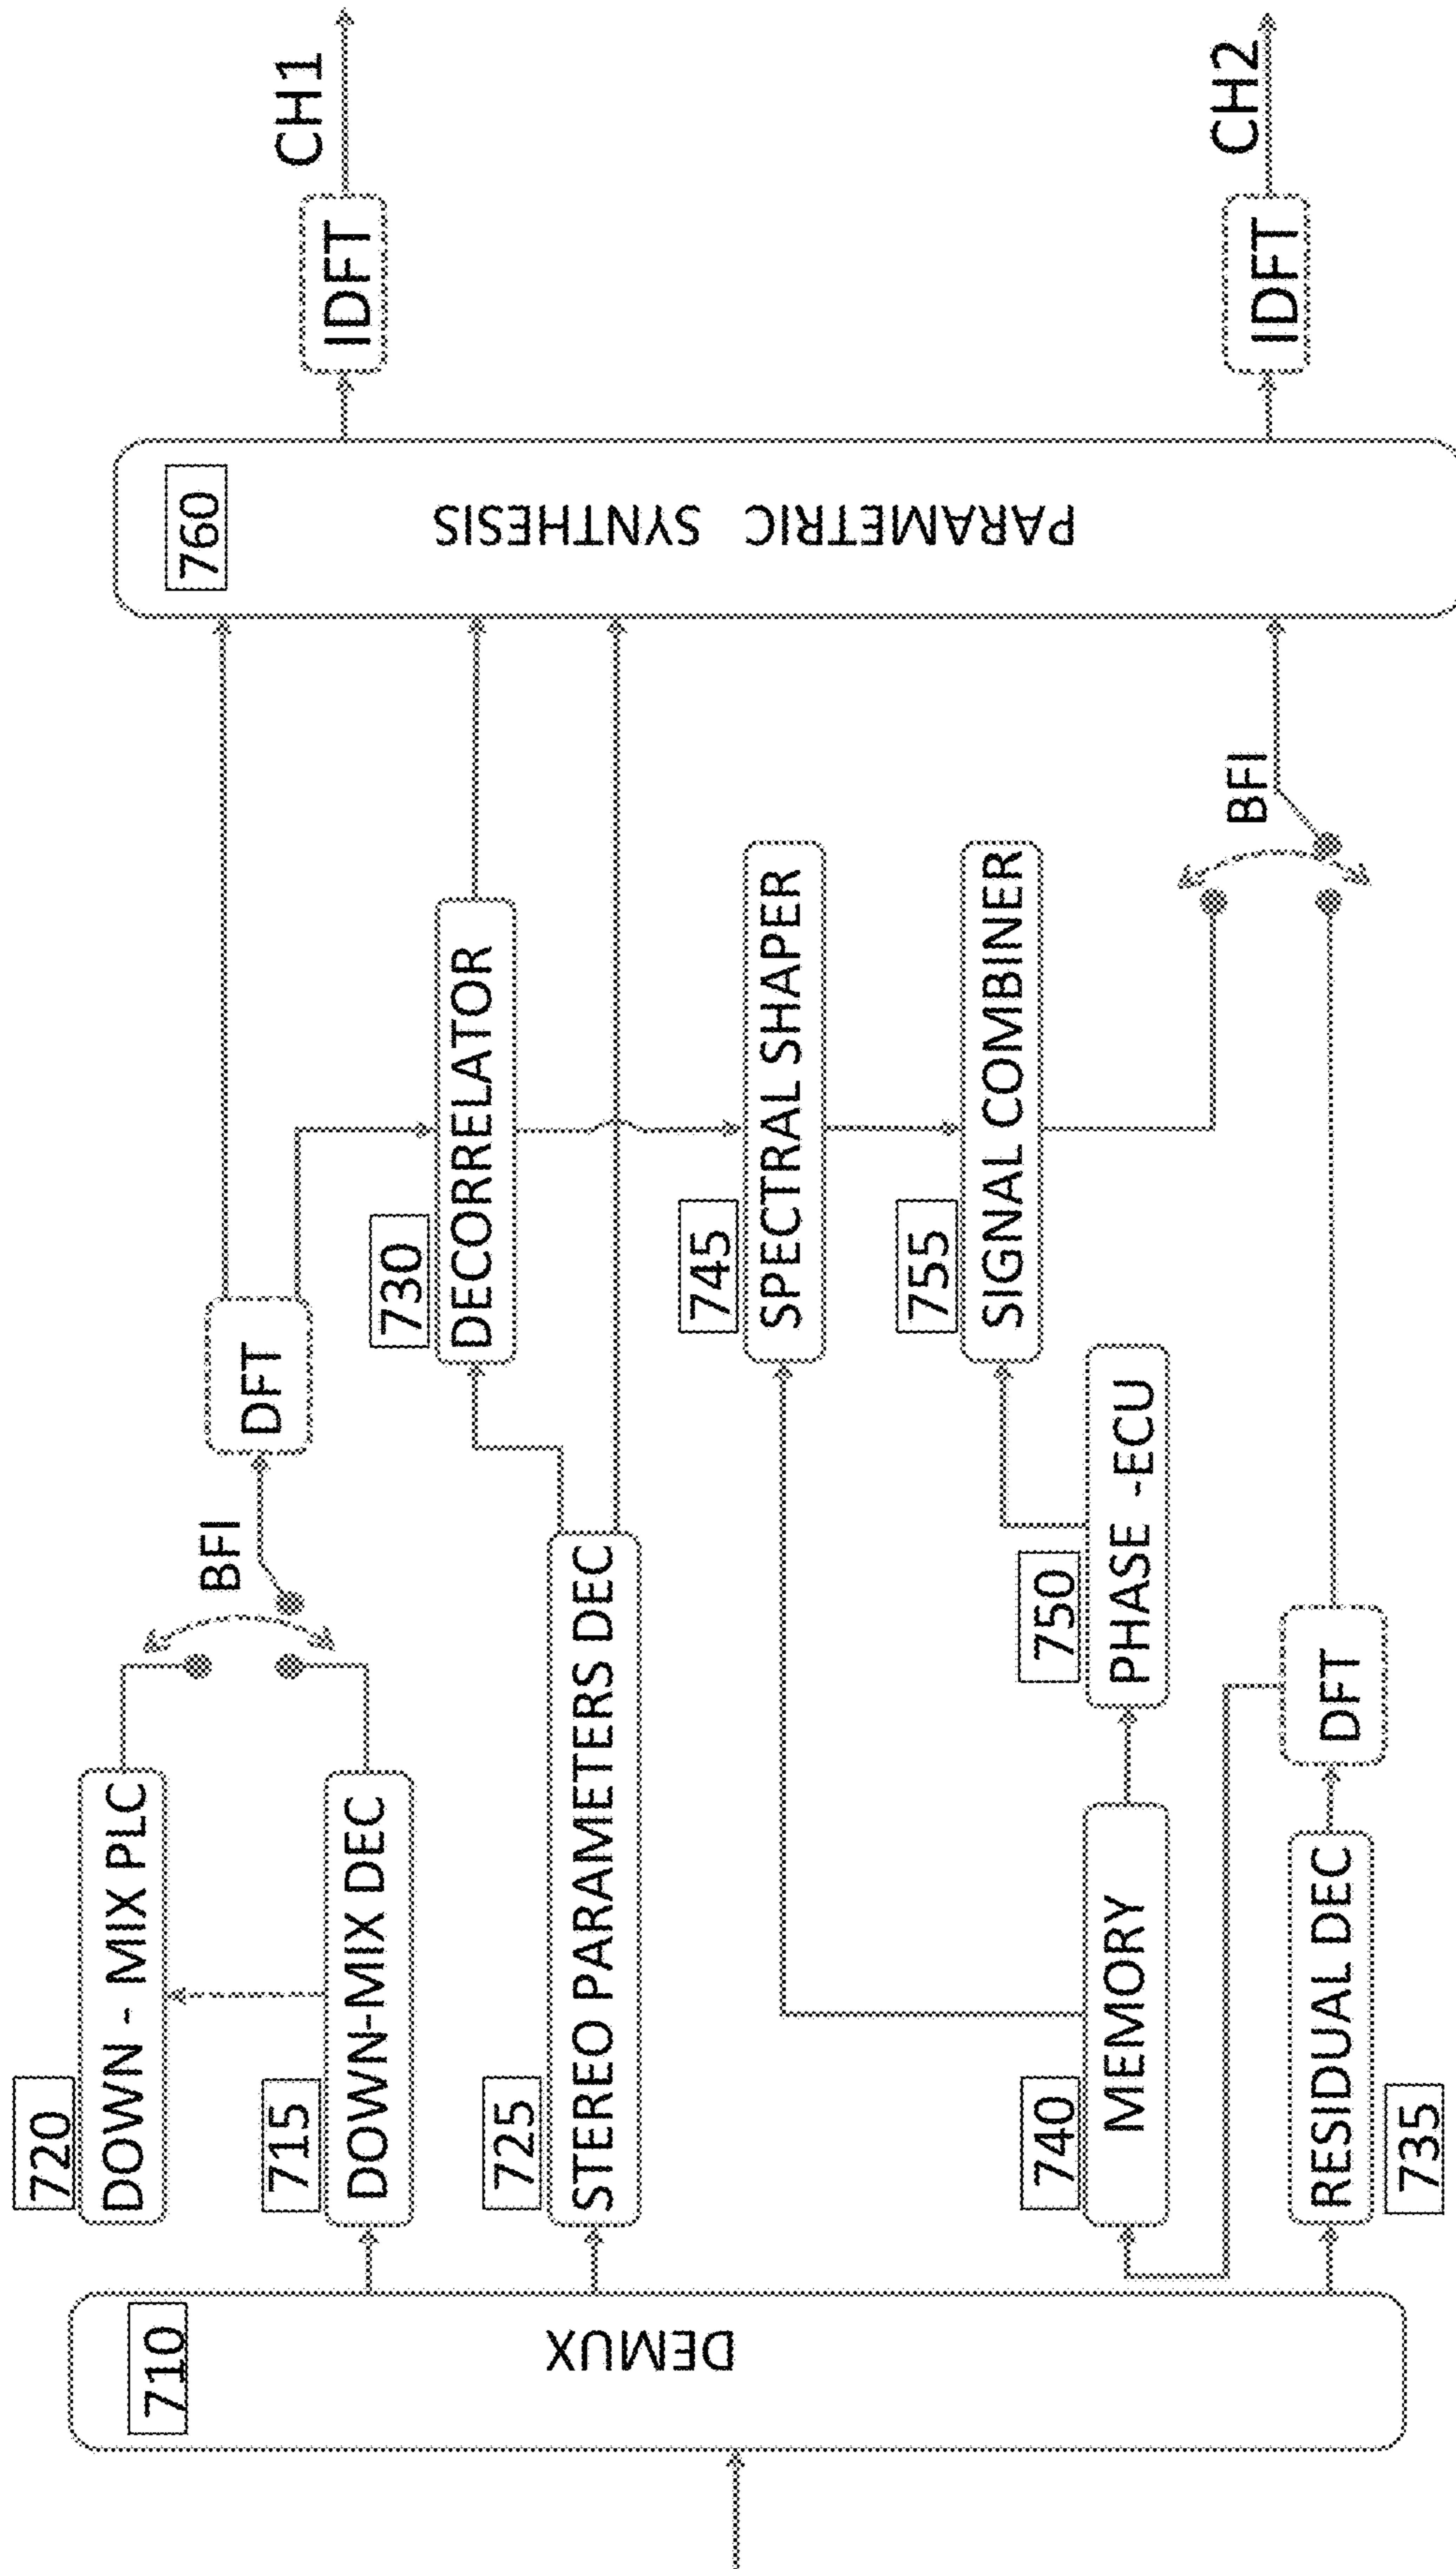 710
DEMUX
720
DOWN - MIX PLC
715
DOWN-MIX DEC
725
STEREO PARAMETERS DEC
740
MEMORY
RESIDUAL DEC
735
BFI
DFT
730
DECORRELATOR
745
SPECTRAL SHAPER
750
PHASE -ECU
755
SIGNAL COMBINER
DFT
BFI
760
PARAMETRIC SYNTHESIS
IDFT
CH1
IDFT
CH2